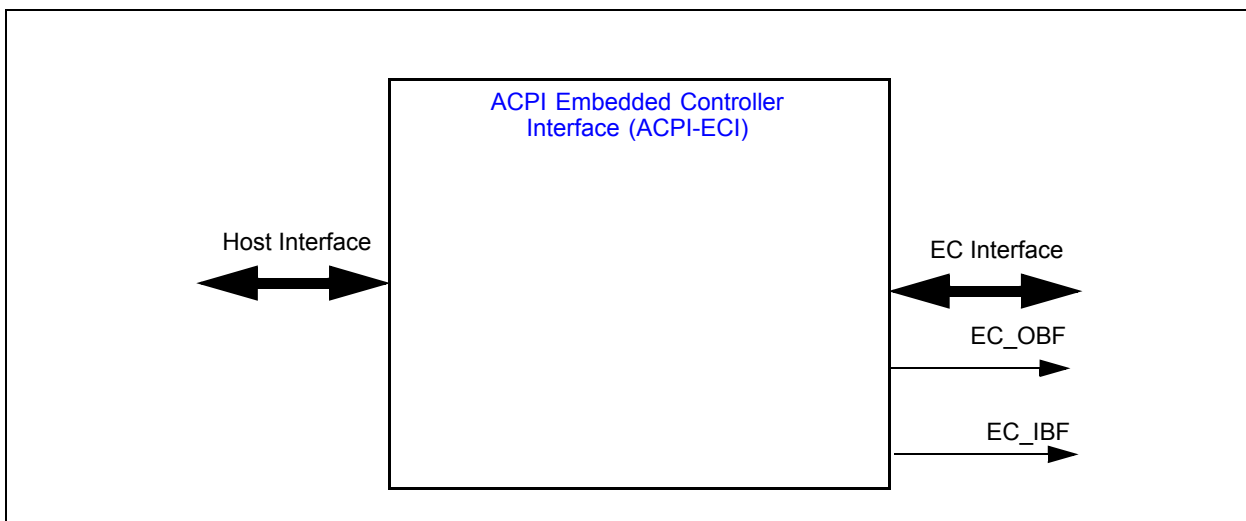 ACPI Embedded Controller
Interface (ACPI-ECI)
Host Interface
EC Interface
EC_OBF
EC_IBF